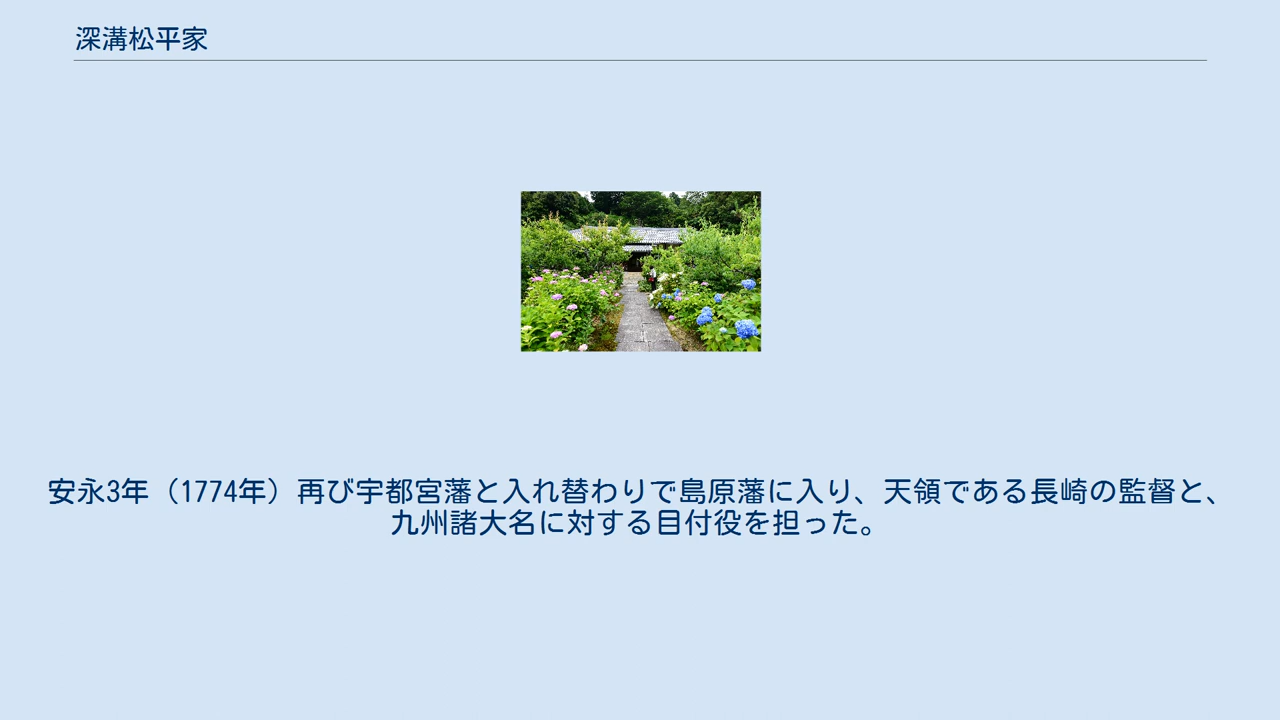 深溝松平家
安永3年（1774年）再び宇都宮藩と入れ替わりで島原藩に入り、天領である長崎の監督と、
九州諸大名に対する目付役を担った。